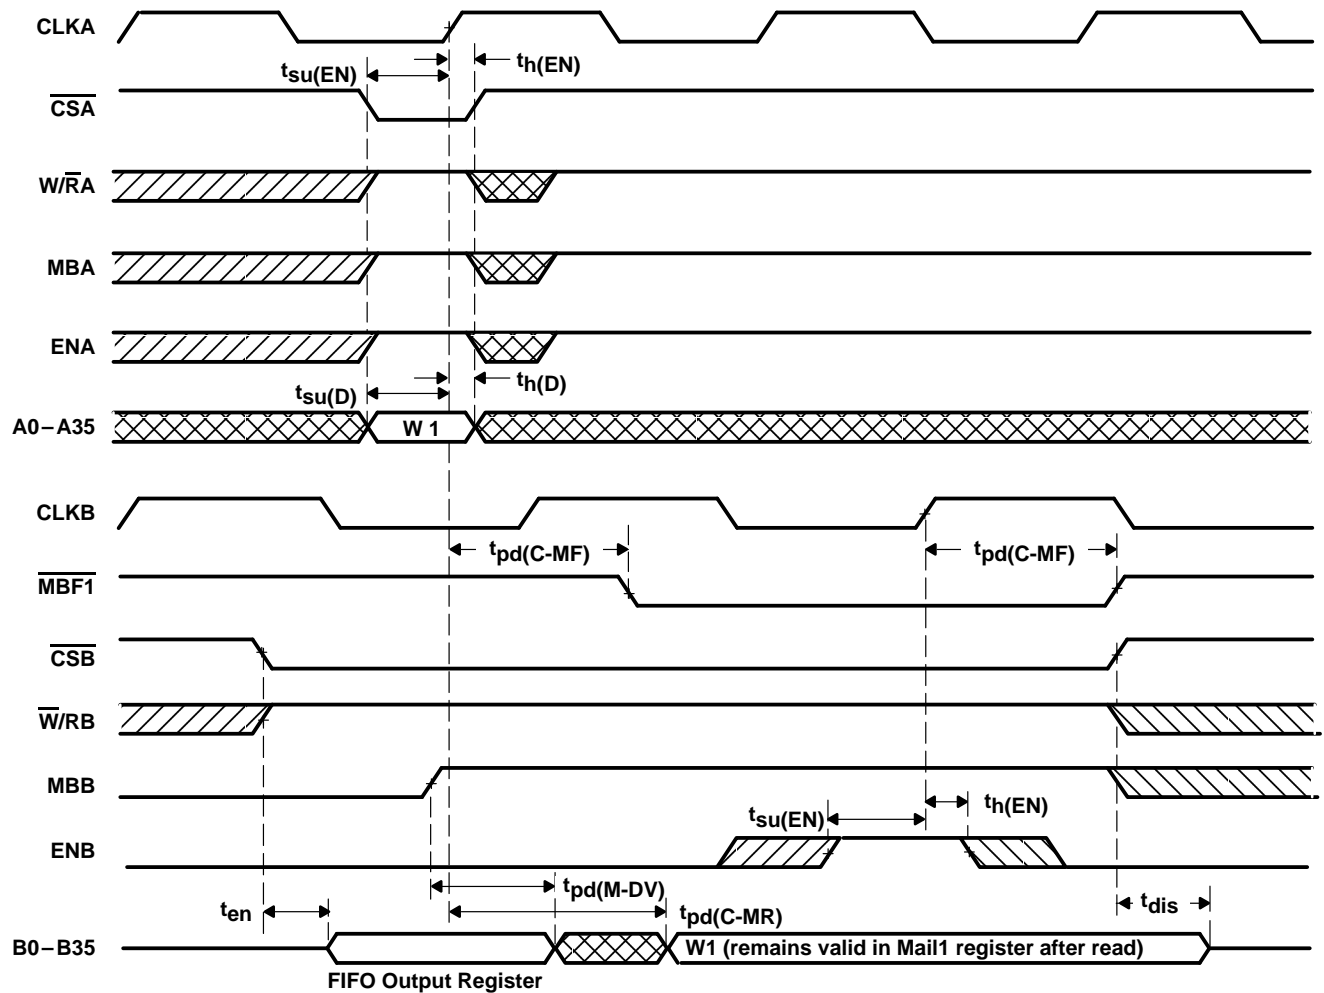 CLKA
tsu(EN)
th(EN)
CSA
W/RA
MBA
ENA
tsu(D)
th(D)
A0–A35
W 1
CLKB
tpd(C-MF)
tpd(C-MF)
MBF1
CSB
W/RB
MBB
tsu(EN)
th(EN)
ENB
tpd(M-DV)
ten
tpd(C-MR)
tdis
B0–B35
W1 (remains valid in Mail1 register after read)
FIFO Output Register